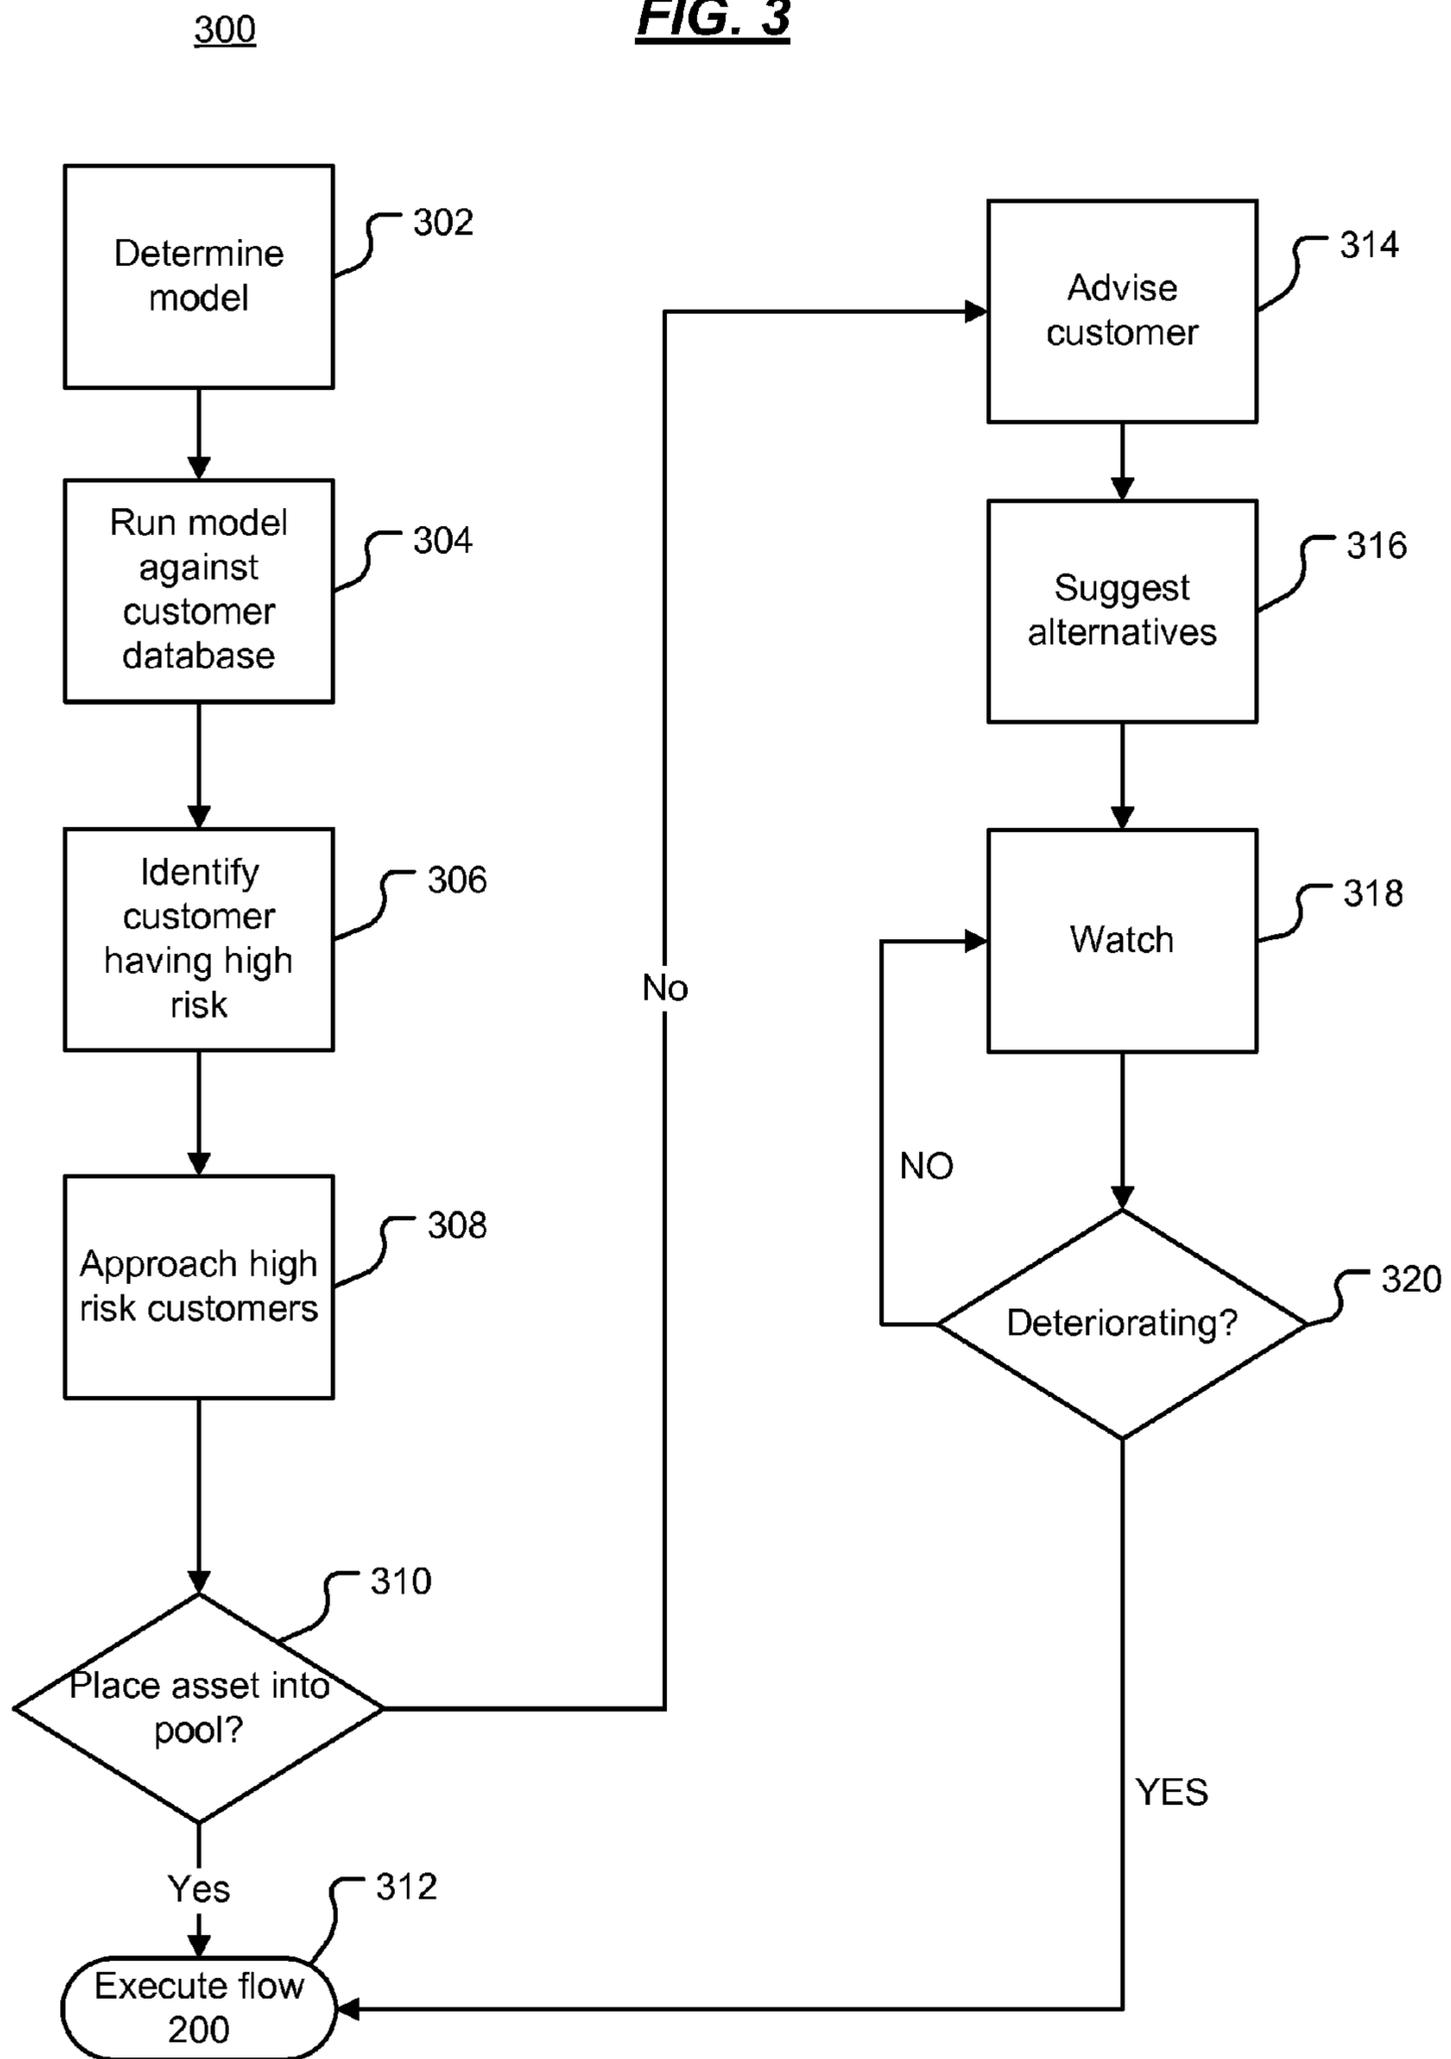 300
FIG. 3
Determine
model
302
Run model
against
customer
database
304
Identify
customer
having high
risk
306
Approach high
risk customers
308
Place asset into
pool?
310
Yes
Execute flow
200
312
No
Advise
customer
314
Suggest
alternatives
316
Watch
318
NO
Deteriorating?
320
YES